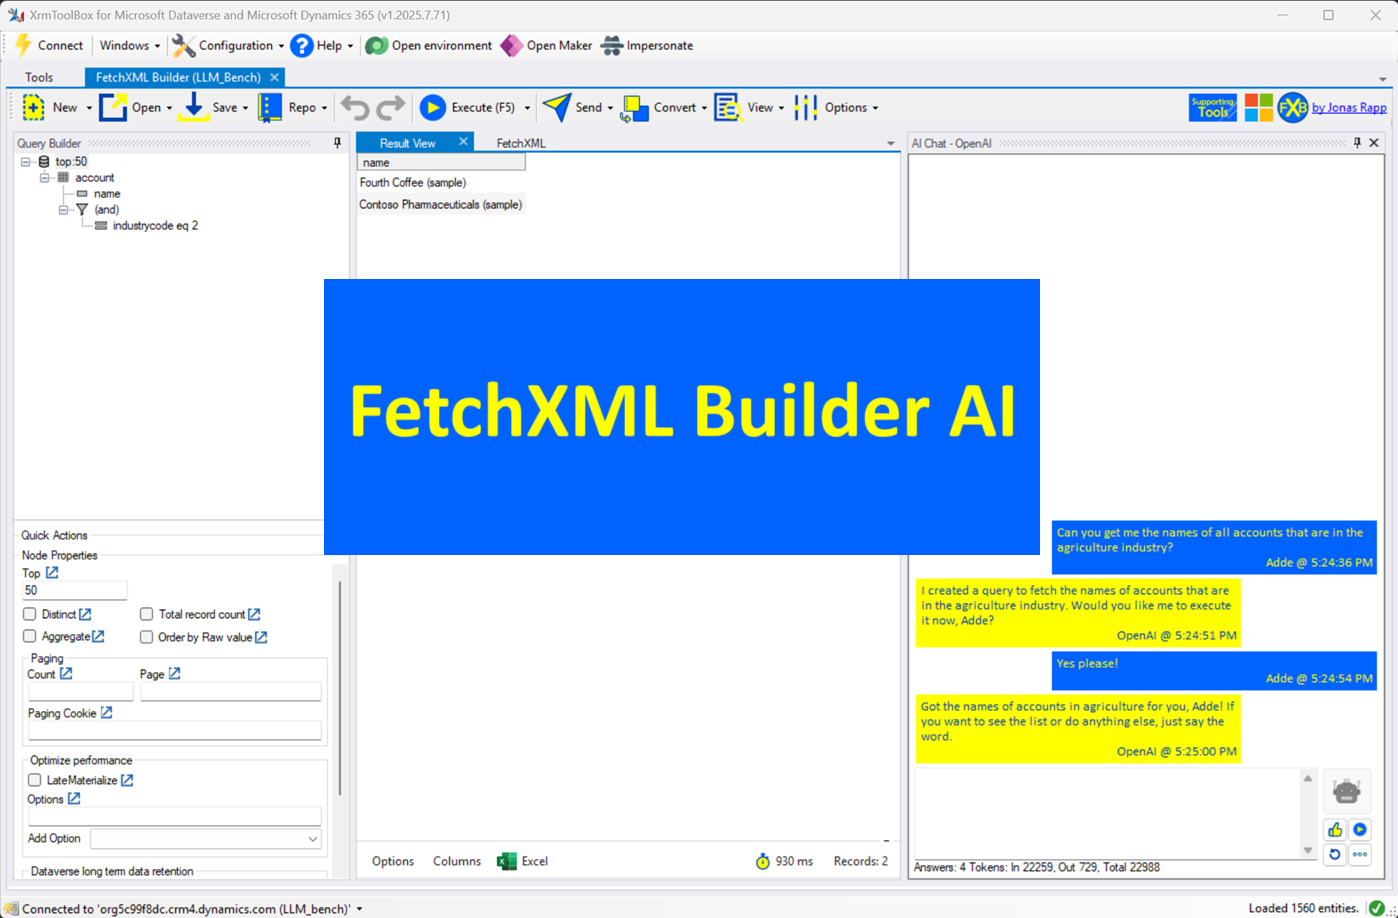 XrmToolBox for Microsoft Dataverse and Microsoft Dynamics 365 (v1.2025.7.71)
Connect Windows Configuration Help Open environment Open Maker Impersonate
Tools FetchXML Builder (LLM_Bench)
New Open Save Repo Execute (F5) Send Convert View Options Supporting Tools FXB by Jonas Rapp
Query Builder
top:50
account
name
(and)
industrycode eq 2
Quick Actions
Node Properties
Top
50
Distinct Total record count
Aggregate Order by Raw value
Paging
Count Page
Paging Cookie
Optimize performance
LateMaterialize
Options
Add Option
Dataverse long term data retention
Result View FetchXML
name
Fourth Coffee (sample)
Contoso Pharmaceuticals (sample)
FetchXML Builder AI
Options Columns Excel 930 ms Records: 2
AI Chat - OpenAI
Can you get me the names of all accounts that are in the
agriculture industry?
Adde @ 5:24:36 PM
I created a query to fetch the names of accounts that are
in the agriculture industry. Would you like me to execute
it now, Adde?
OpenAI @ 5:24:51 PM
Yes please!
Adde @ 5:24:54 PM
Got the names of accounts in agriculture for you, Adde! If
you want to see the list or do anything else, just say the
word.
OpenAI @ 5:25:00 PM
Answers: 4 Tokens: In 22259, Out 729, Total 22988
Connected to 'org5c99f8dc.crm4.dynamics.com (LLM_bench)' Loaded 1560 entities.